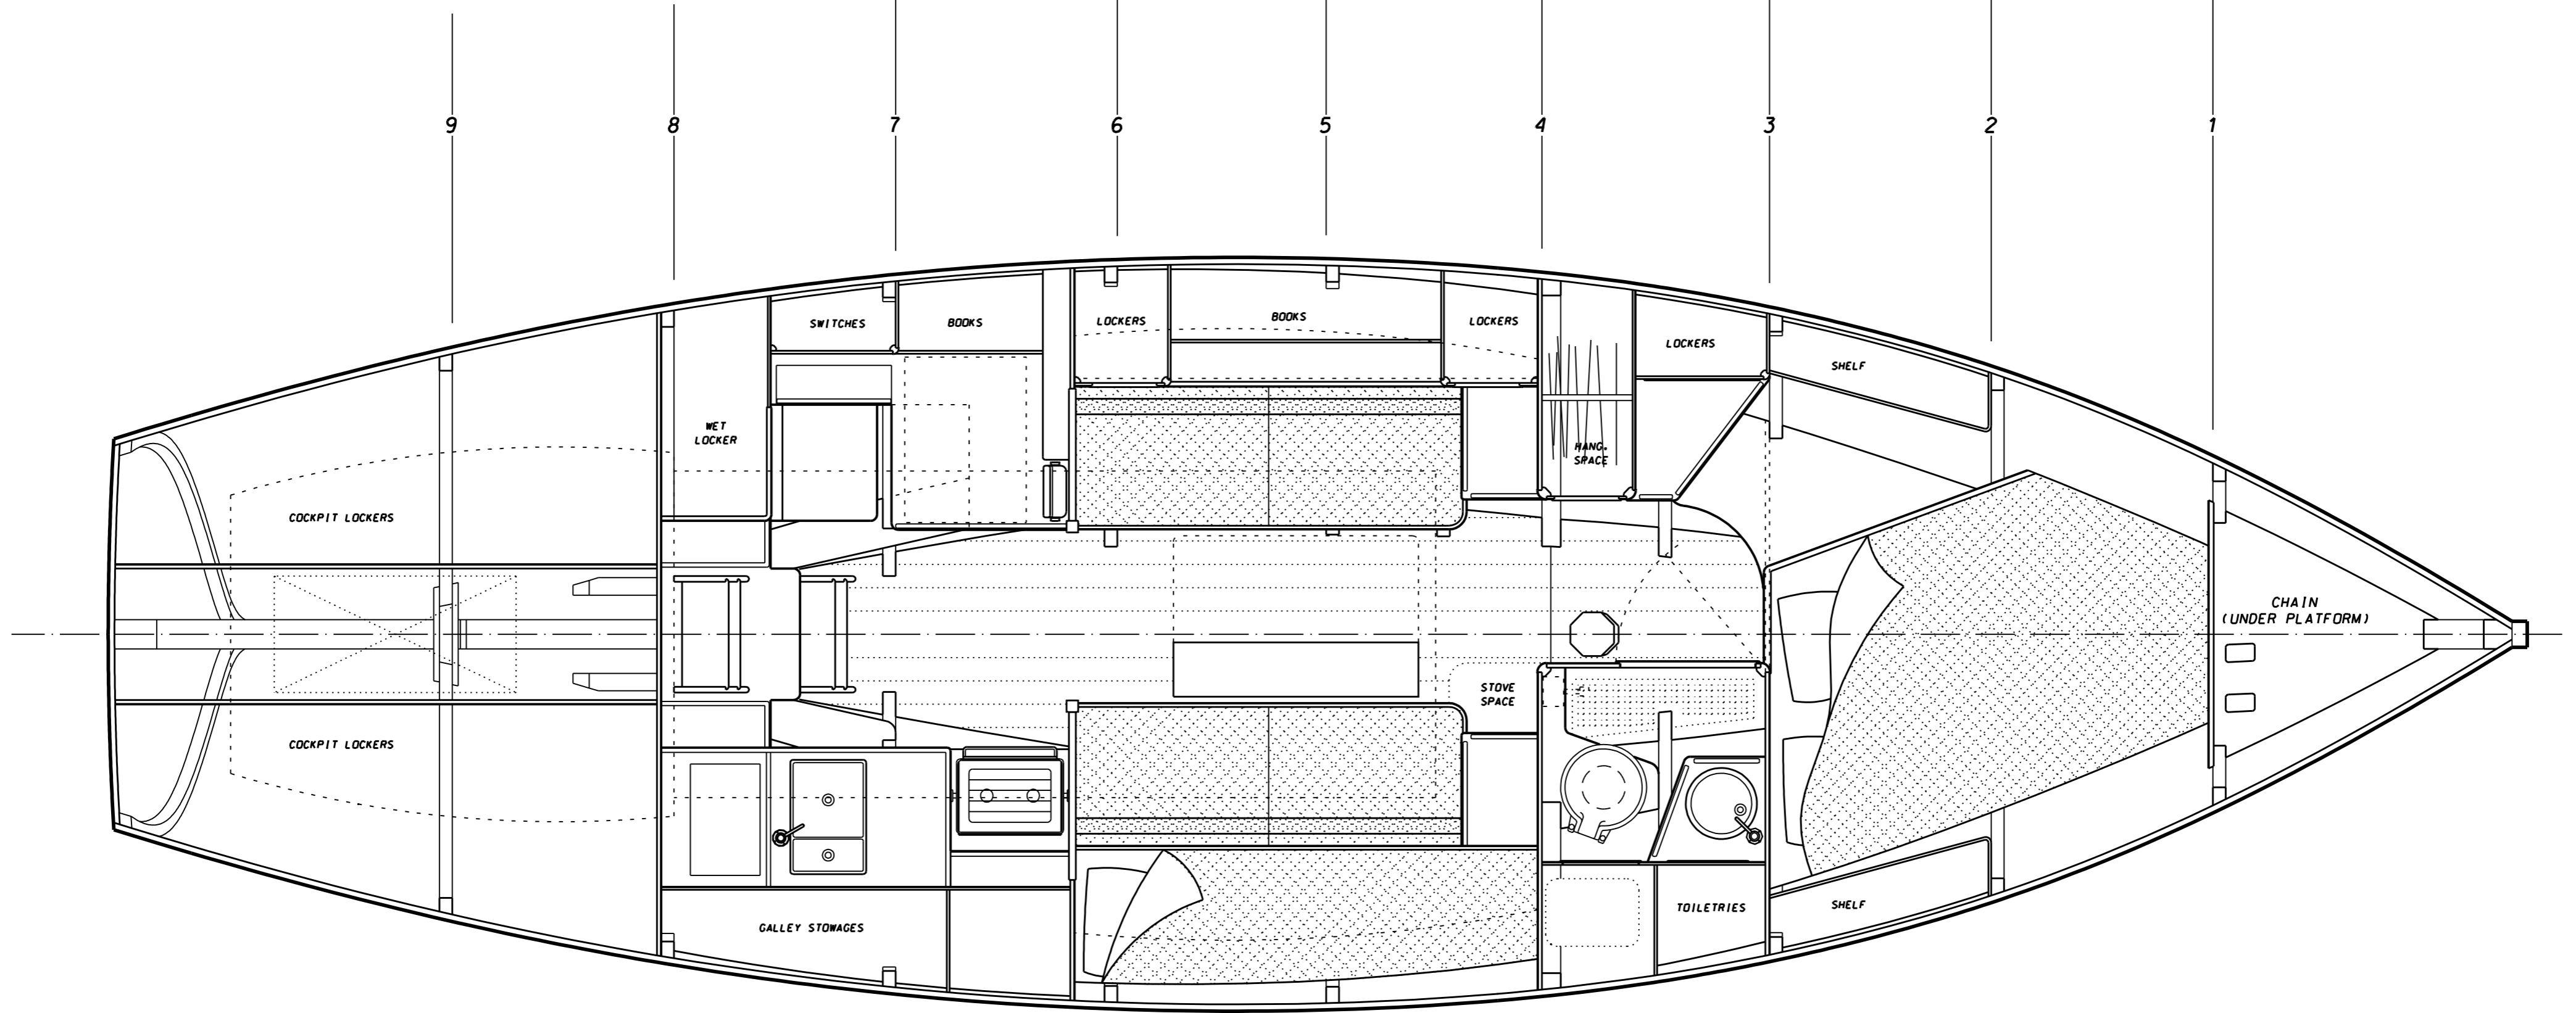 9 8 7 6 5 4 3 2 1
SWITCHES
BOOKS
LOCKERS
BOOKS
LOCKERS
LOCKERS
SHELF
WET
LOCKER
HANG.
SPACE
COCKPIT LOCKERS
CHAIN
(UNDER PLATFORM)
STOVE
SPACE
COCKPIT LOCKERS
GALLEY STOWAGES
TOILETRIES
SHELF